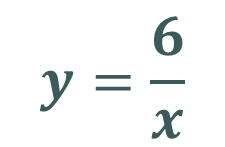 y = 6/x